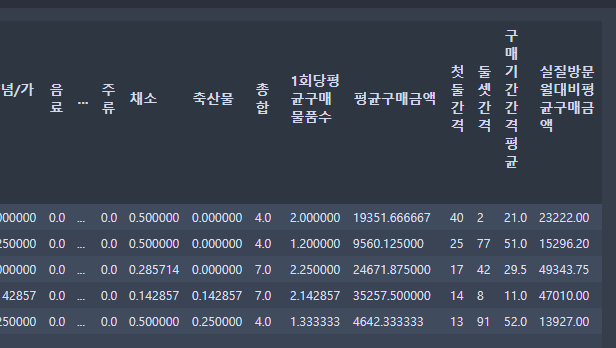 념/가 음료 ... 주류 채소 축산물 총합 1회당평균구매물품수 평균구매금액 첫둘간격 둘셋간격 구매기간간격평균 실질방문월대비평균구매금액
000000 0.0 ... 0.0 0.500000 0.000000 4.0 2.000000 19351.666667 40 2 21.0 23222.00
250000 0.0 ... 0.0 0.500000 0.000000 4.0 1.200000 9560.125000 25 77 51.0 15296.20
000000 0.0 ... 0.0 0.285714 0.000000 7.0 2.250000 24671.875000 17 42 29.5 49343.75
142857 0.0 ... 0.0 0.142857 0.142857 7.0 2.142857 35257.500000 14 8 11.0 47010.00
250000 0.0 ... 0.0 0.500000 0.250000 4.0 1.333333 4642.333333 13 91 52.0 13927.00